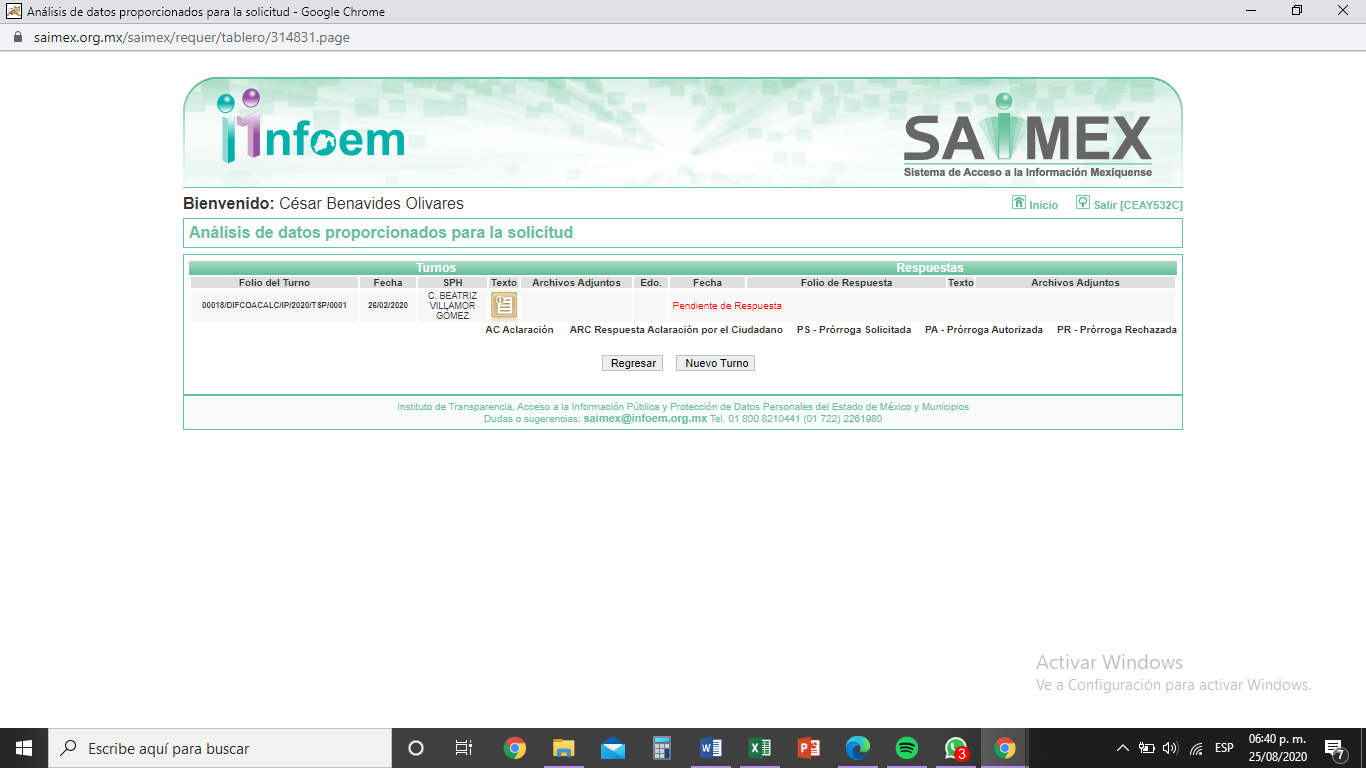 Análisis de datos proporcionados para la solicitud - Google Chrome
saimex.org.mx/saimex/requer/tablero/314831.page
infoem
SAiMEX
Sistema de Acceso a la Información Mexiquense
Bienvenido: César Benavides Olivares
Inicio Salir [CEAY532C]
Análisis de datos proporcionados para la solicitud
Turnos Respuestas
Folio del Turno Fecha SPH Texto Archivos Adjuntos Edo. Fecha Folio de Respuesta Texto Archivos Adjuntos
00018/DIFCOACALC/IP/2020/TSP/0001 26/02/2020 C. BEATRIZ
VILLAMOR
GÓMEZ
Pendiente de Respuesta
AC Aclaración ARC Respuesta Aclaración por el Ciudadano PS - Prórroga Solicitada PA - Prórroga Autorizada PR - Prórroga Rechazada
Regresar Nuevo Turno
Instituto de Transparencia, Acceso a la Información Pública y Protección de Datos Personales del Estado de México y Municipios
Dudas o sugerencias: saimex@infoem.org.mx Tel. 01 800 8210441 (01 722) 2261980
Activar Windows
Ve a Configuración para activar Windows.
Escribe aquí para buscar
3
ESP
06:40 p. m.
25/08/2020
7